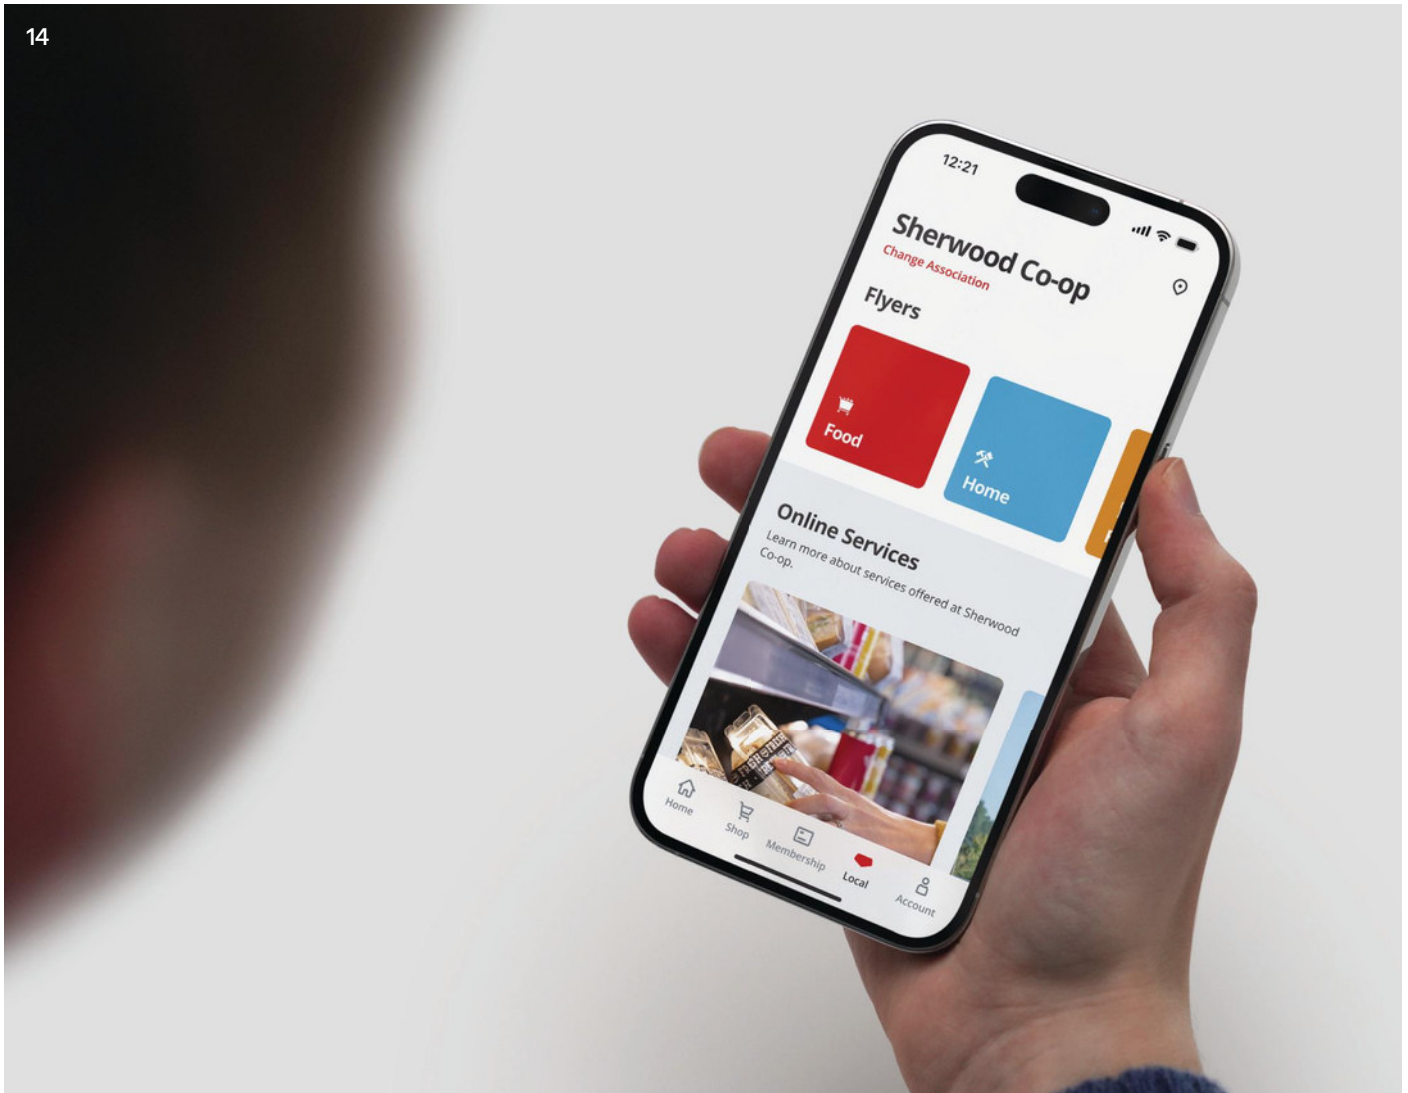 14
12:21
Sherwood Co-op
Change Association
Flyers
Food
Home
Online Services
Learn more about services offered at Sherwood
Co-op.
Home
Shop
Membership
Local
Account